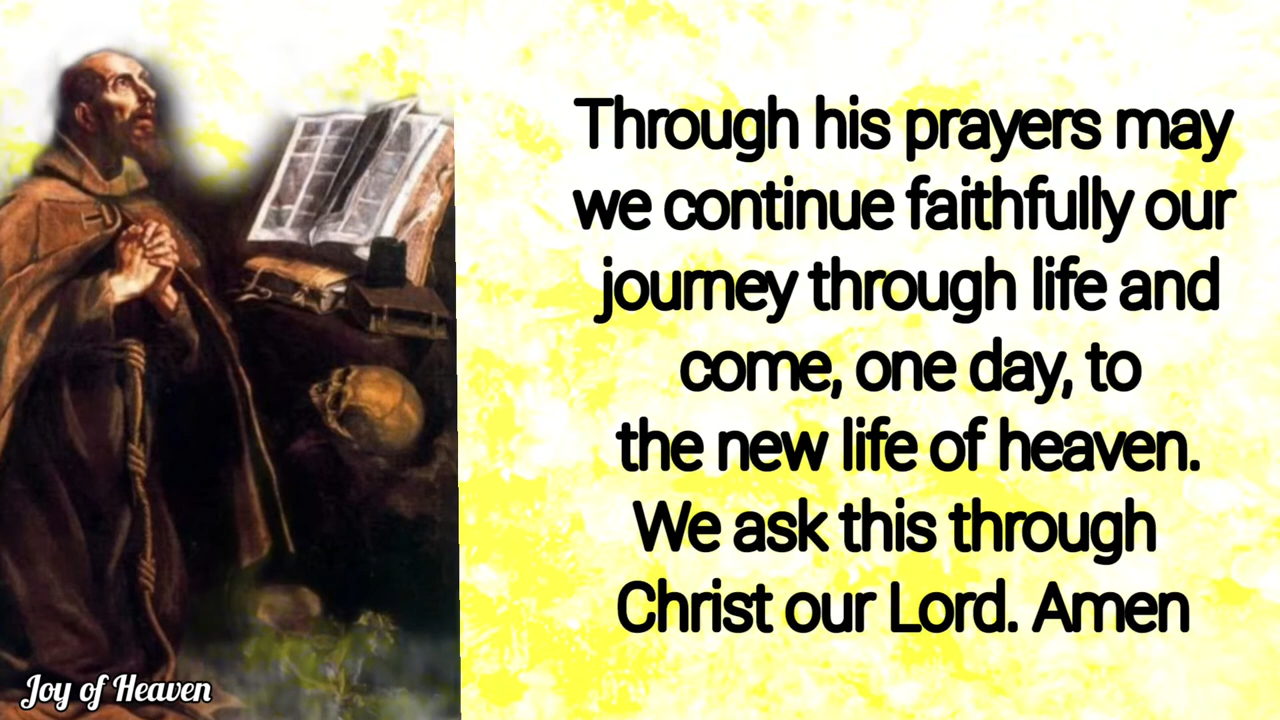 Through his prayers may
we continue faithfully our
journey through life and
come, one day, to
the new life of heaven.
We ask this through
Christ our Lord. Amen
Joy of Heaven